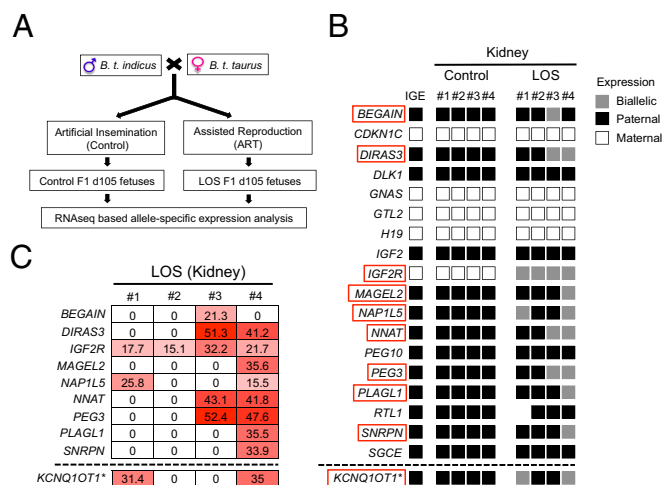 A
♂ B. t. indicus ✖ ♀ B. t. taurus
Artificial Insemination (Control)
Assisted Reproduction (ART)
Control F1 d105 fetuses
LOS F1 d105 fetuses
RNAseq based allele-specific expression analysis
B
Kidney
Control LOS
IGE #1 #2 #3 #4 #1 #2 #3 #4
BEGAIN
CDKN1C
DIRAS3
DLK1
GNAS
GTL2
H19
IGF2
IGF2R
MAGEL2
NAP1L5
NNAT
PEG10
PEG3
PLAGL1
RTL1
SNRPN
SGCE
KCNQ1OT1*
Expression
Biallelic
Paternal
Maternal
C
LOS (Kidney)
#1 #2 #3 #4
BEGAIN 0 0 21.3 0
DIRAS3 0 0 51.3 41.2
IGF2R 17.7 15.1 32.2 21.7
MAGEL2 0 0 0 35.6
NAP1L5 25.8 0 0 15.5
NNAT 0 0 43.1 41.8
PEG3 0 0 52.4 47.6
PLAGL1 0 0 0 35.5
SNRPN 0 0 0 33.9
KCNQ1OT1* 31.4 0 0 35